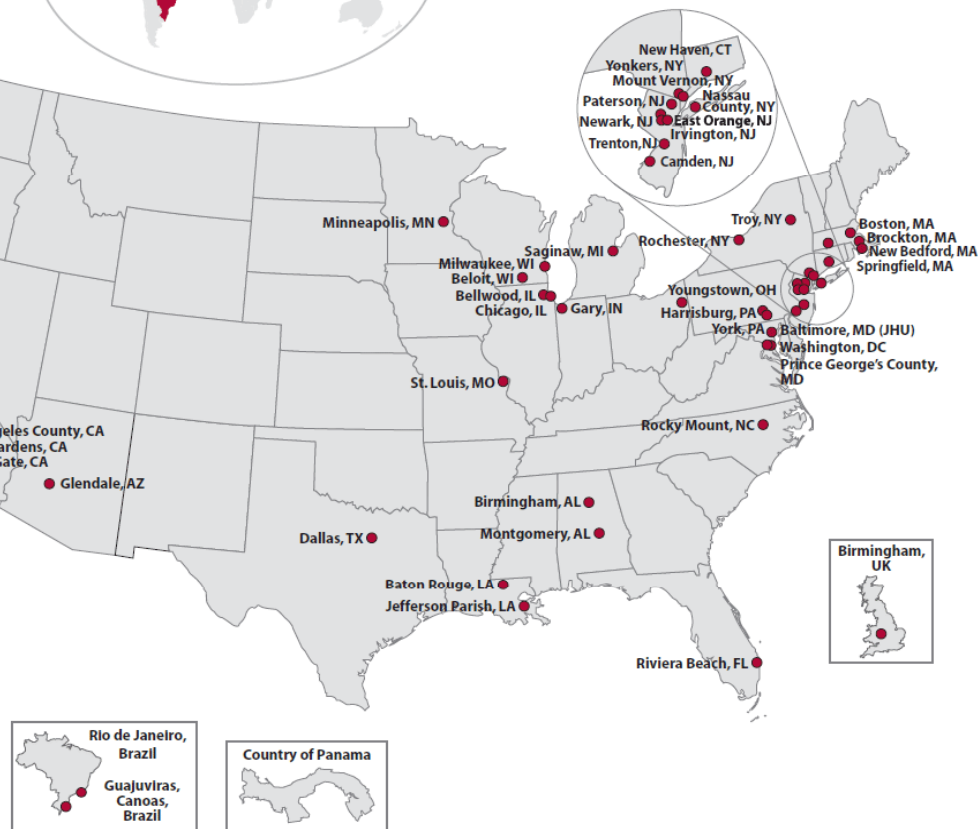 New Haven, CT
Yonkers, NY
Mount Vernon, NY
Paterson, NJ
Nassau
County, NY
Newark, NJ
East Orange, NJ
Irvington, NJ
Trenton, NJ
Camden, NJ
Minneapolis, MN
Troy, NY
Boston, MA
Rochester, NY
Brockton, MA
Saginaw, MI
New Bedford, MA
Milwaukee, WI
Springfield, MA
Beloit, WI
Youngstown, OH
Bellwood, IL
Chicago, IL
Gary, IN
Harrisburg, PA
York, PA
Baltimore, MD (JHU)
Washington, DC
Prince George's County,
MD
St. Louis, MO
Rocky Mount, NC
geles County, CA
ardens, CA
Gate, CA
Glendale, AZ
Birmingham, AL
Dallas, TX
Montgomery, AL
Birmingham,
UK
Baton Rouge, LA
Jefferson Parish, LA
Riviera Beach, FL
Rio de Janeiro,
Brazil
Guajuviras,
Canoas,
Brazil
Country of Panama